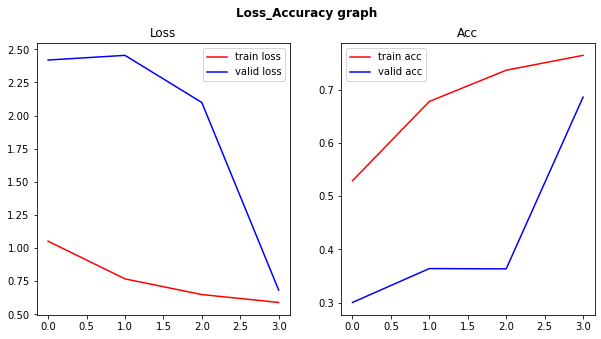 Loss_Accuracy graph
Loss
train loss
valid loss
2.50
2.25
2.00
1.75
1.50
1.25
1.00
0.75
0.50
0.0 0.5 1.0 1.5 2.0 2.5 3.0
Acc
train acc
valid acc
0.7
0.6
0.5
0.4
0.3
0.0 0.5 1.0 1.5 2.0 2.5 3.0